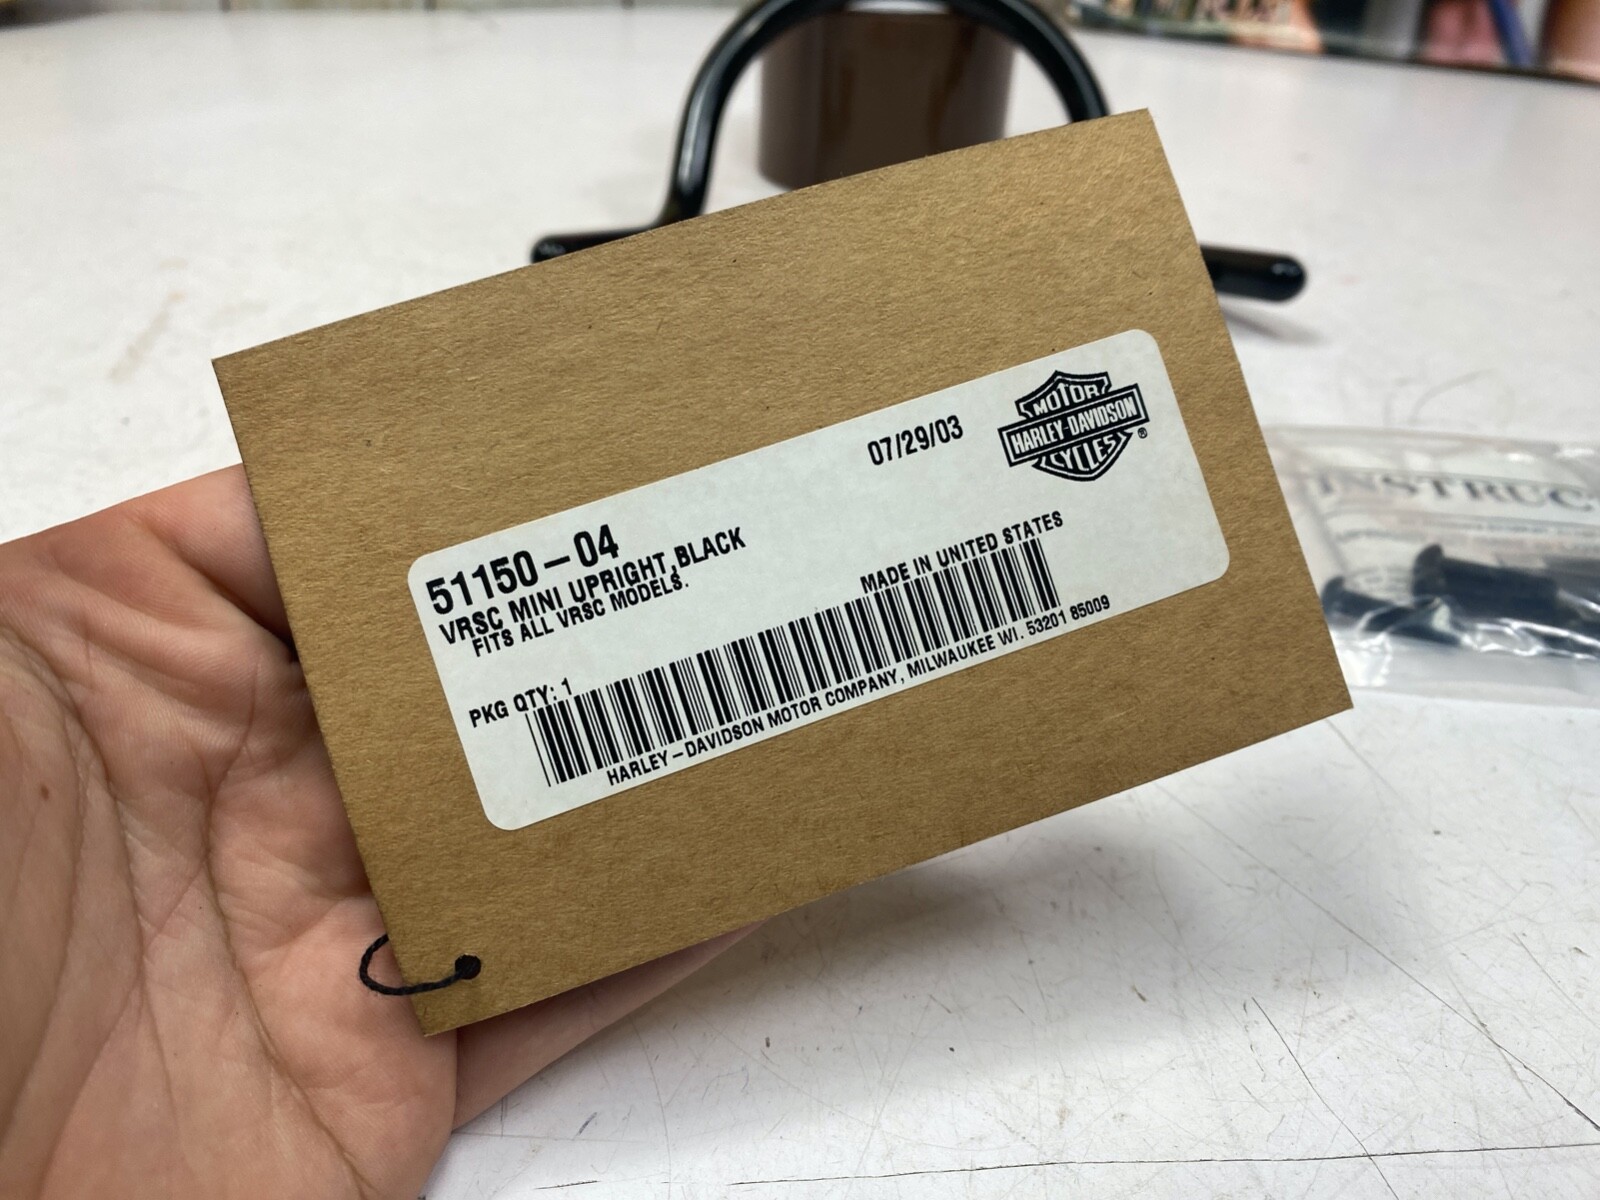 07/29/03
MOTOR
HARLEY-DAVIDSON
CYCLES
®
51150-04
VRSC MINI UPRIGHT,BLACK
FITS ALL VRSC MODELS.
MADE IN UNITED STATES
PKG QTY: 1
HARLEY-DAVIDSON MOTOR COMPANY, MILWAUKEE WI. 53201 85009
INSTRUC